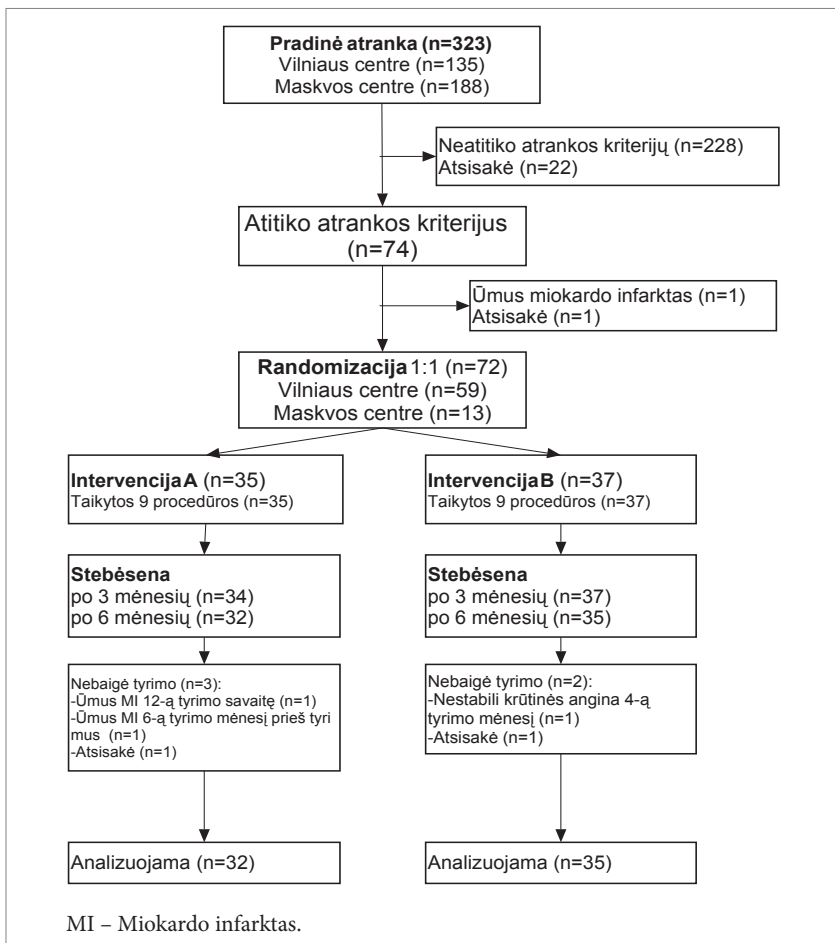 Pradinė atranka (n=323)
Vilniaus centre (n=135)
Maskvos centre (n=188)
Neatitiko atrankos kriterijų (n=228)
Atsisakė (n=22)
Atitiko atrankos kriterijus
(n=74)
Ūmus miokardo infarktas (n=1)
Atsisakė (n=1)
Randomizacija 1:1 (n=72)
Vilniaus centre (n=59)
Maskvos centre (n=13)
Intervencija A (n=35)
Taikytos 9 procedūros (n=35)
Intervencija B (n=37)
Taikytos 9 procedūros (n=37)
Stebėsena
po 3 mėnesių (n=34)
po 6 mėnesių (n=32)
Stebėsena
po 3 mėnesių (n=37)
po 6 mėnesių (n=35)
Nebaigė tyrimo (n=3):
-Ūmus MI 12-ą tyrimo savaitę (n=1)
-Ūmus MI 6-ą tyrimo mėnesį prieš tyri
mus (n=1)
-Atsisakė (n=1)
Nebaigė tyrimo (n=2):
-Nestabili krūtinės angina 4-ą
tyrimo mėnesį (n=1)
-Atsisakė (n=1)
Analizuojama (n=32)
Analizuojama (n=35)
MI – Miokardo infarktas.